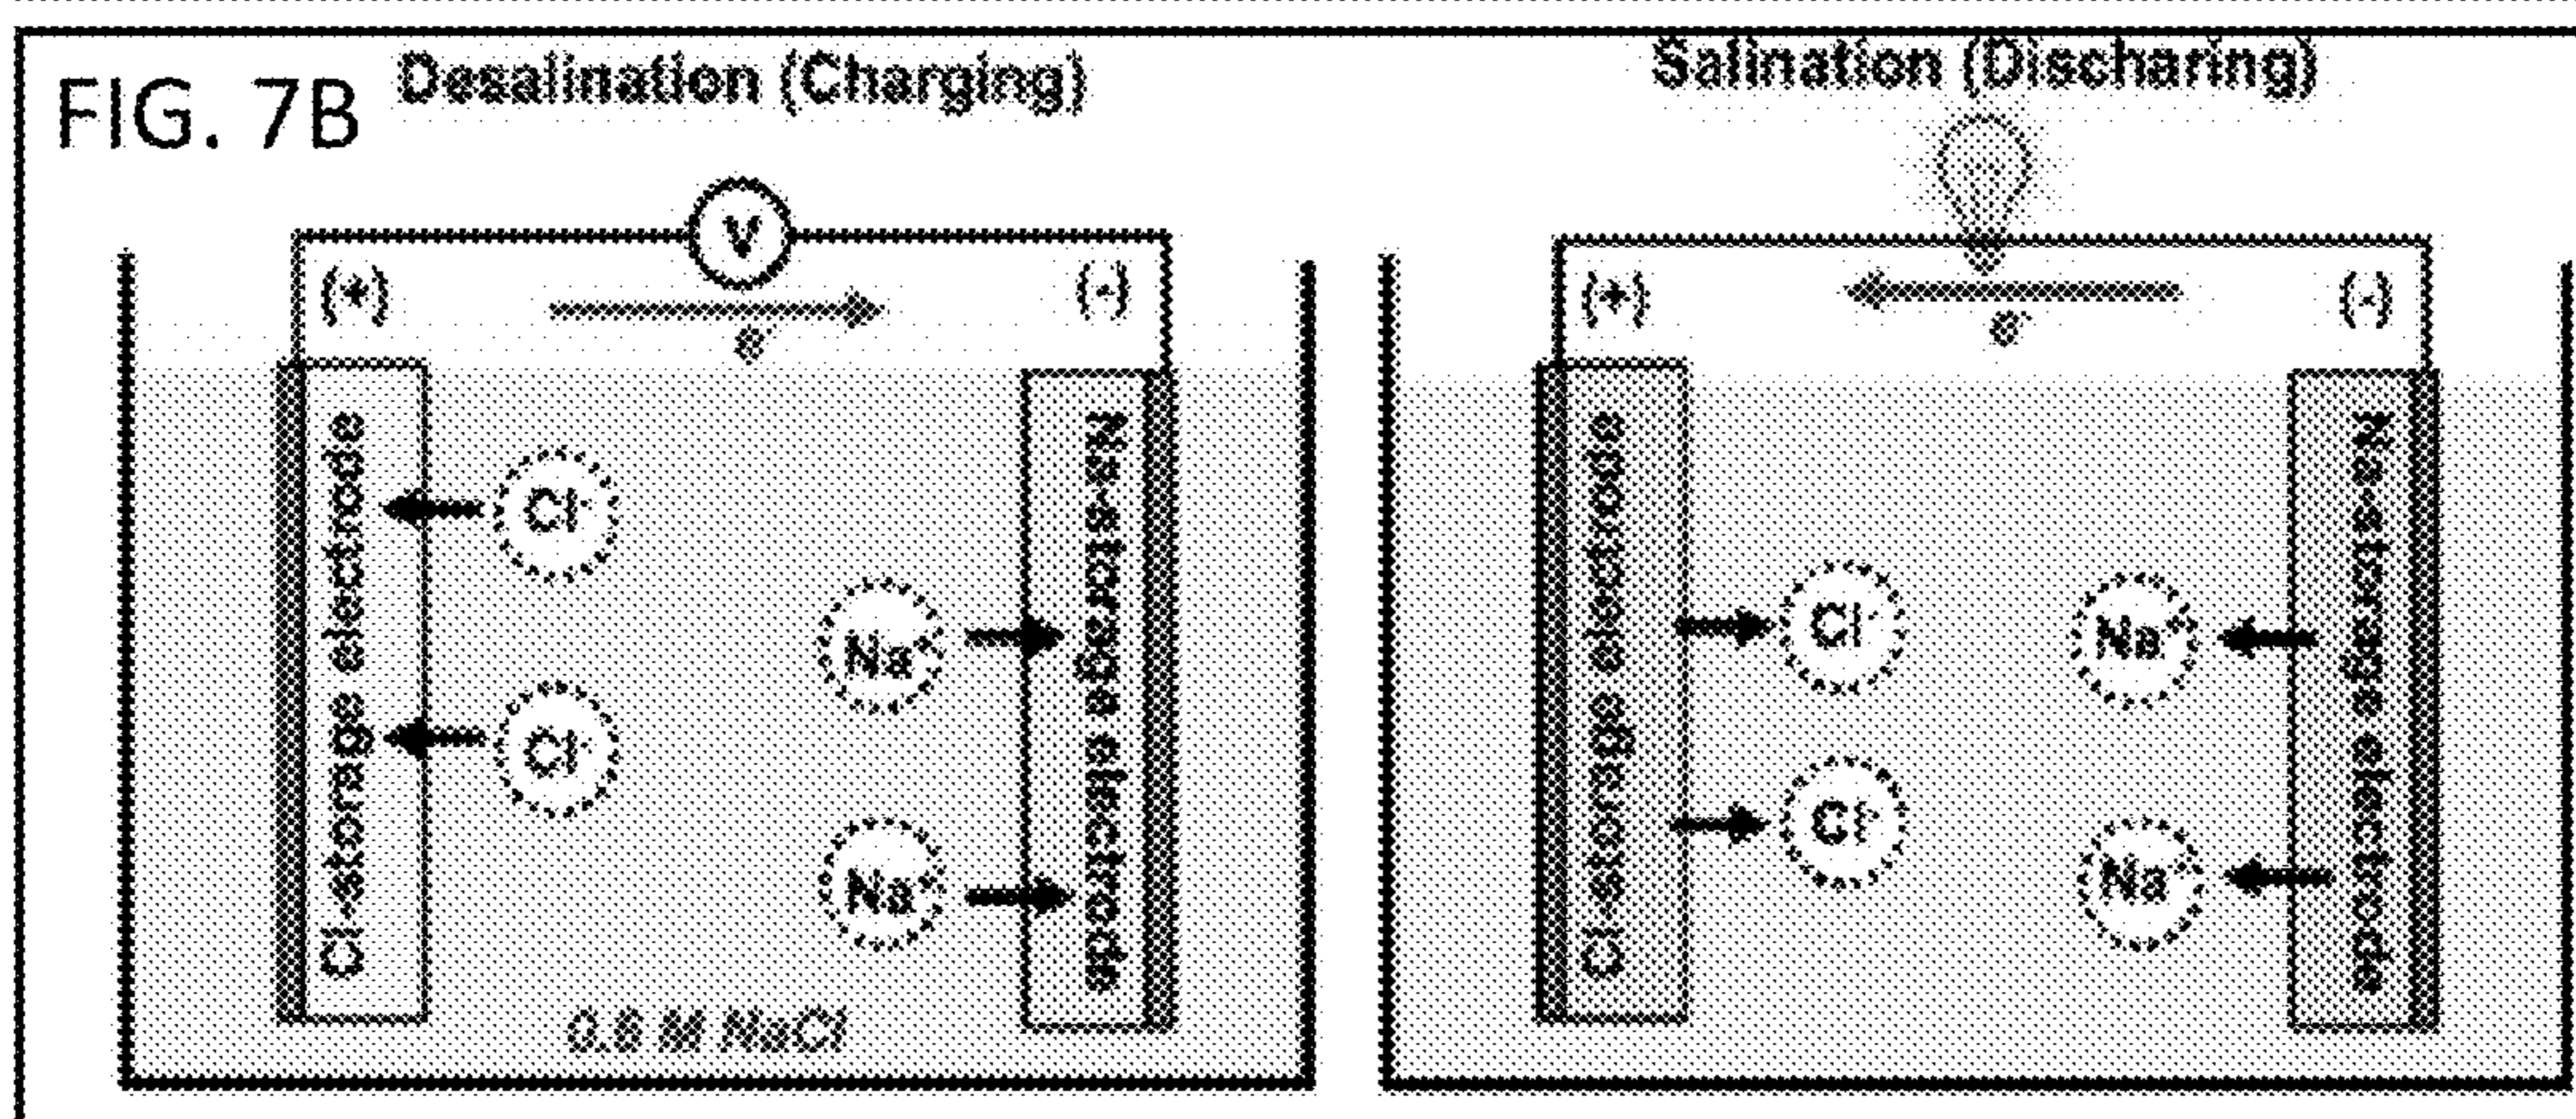 FIG. 7B
Desalination (Charging)
V
(+)
(-)
e-
Cl-storage electrode
Cl-
Cl-
Na+
Na+
Na-storage electrode
0.6 M NaCl
Salination (Discharing)
(+)
(-)
e-
Cl-storage electrode
Cl-
Cl-
Na+
Na+
Na-storage electrode